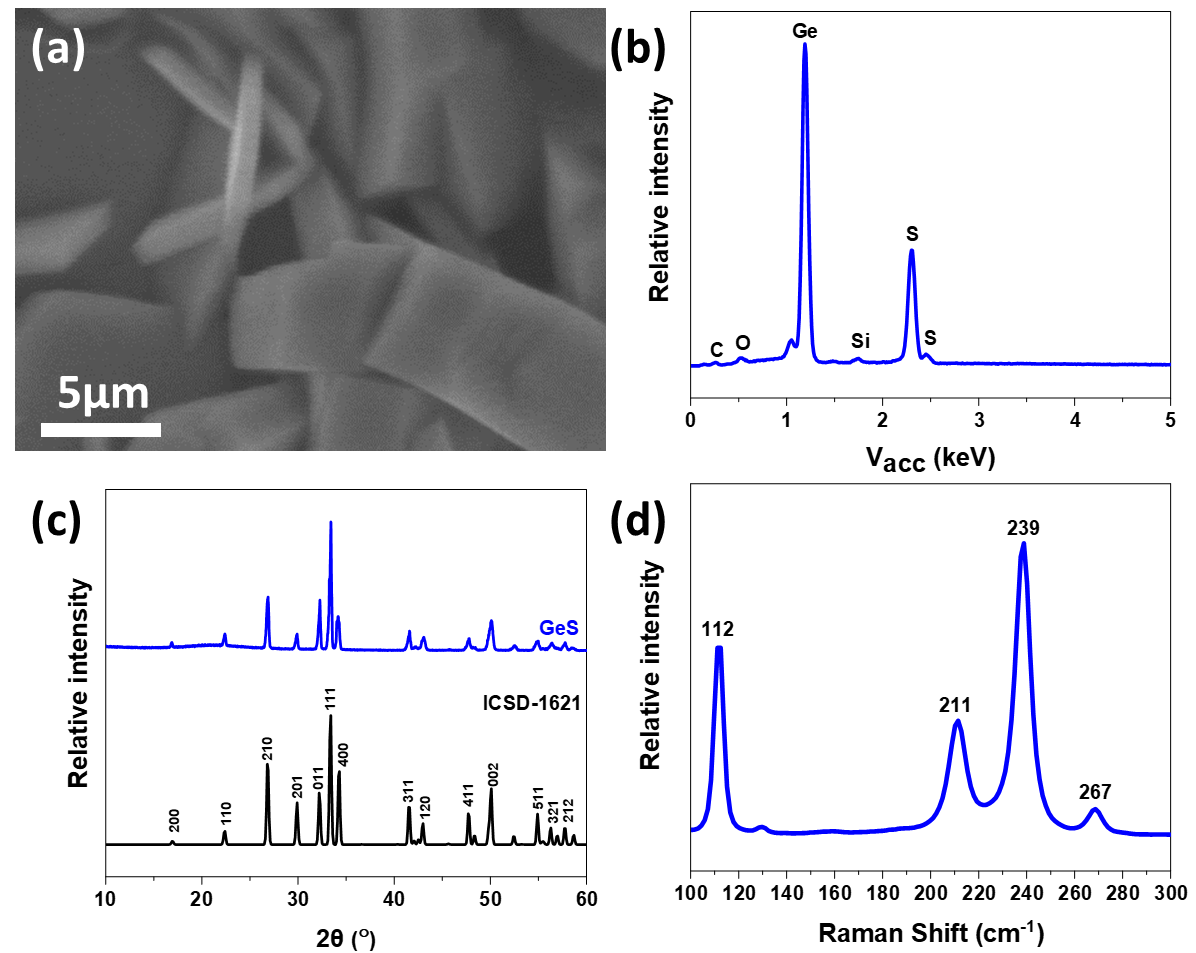 (a)
5µm
(b)
Relative intensity
Ge
S
C
O
Si
S
0 1 2 3 4 5
Vacc (keV)
(c)
Relative intensity
GeS
ICSD-1621
200
110
210
201
011
111
400
311
120
411
002
511
321
212
10 20 30 40 50 60
2θ (°)
(d)
Relative intensity
112
211
239
267
100 120 140 160 180 200 220 240 260 280 300
Raman Shift (cm-1)